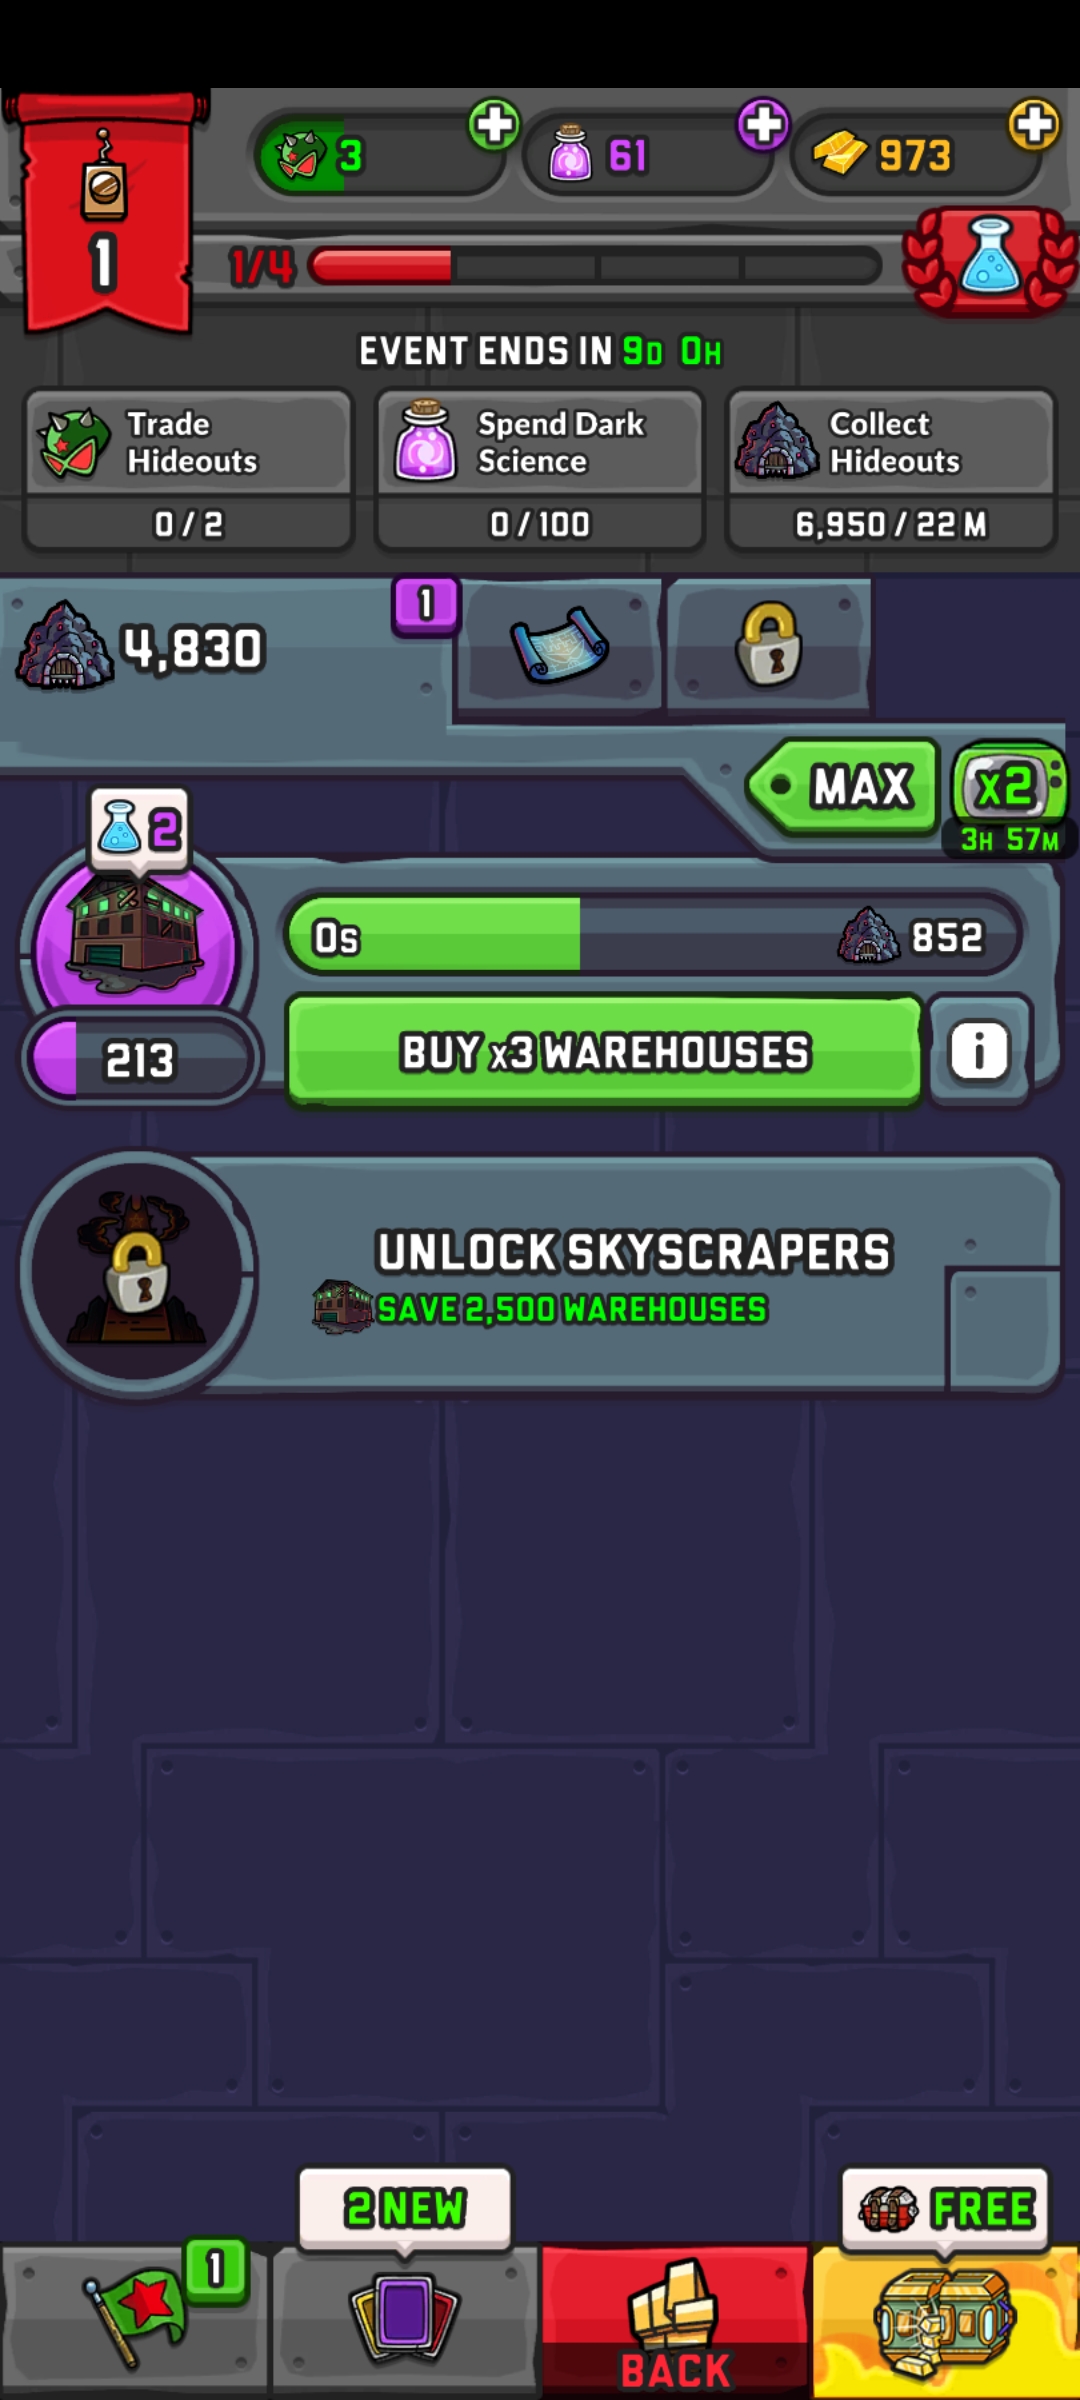 3
61
973
1
1/4
EVENT ENDS IN 9D 0H
Trade
Hideouts
0 / 2
Spend Dark
Science
0 / 100
Collect
Hideouts
6,950 / 22 M
4,830
1
MAX
x2
3H 57M
2
0s
852
213
BUY x3 WAREHOUSES
i
UNLOCK SKYSCRAPERS
SAVE 2,500 WAREHOUSES
1
2 NEW
BACK
FREE